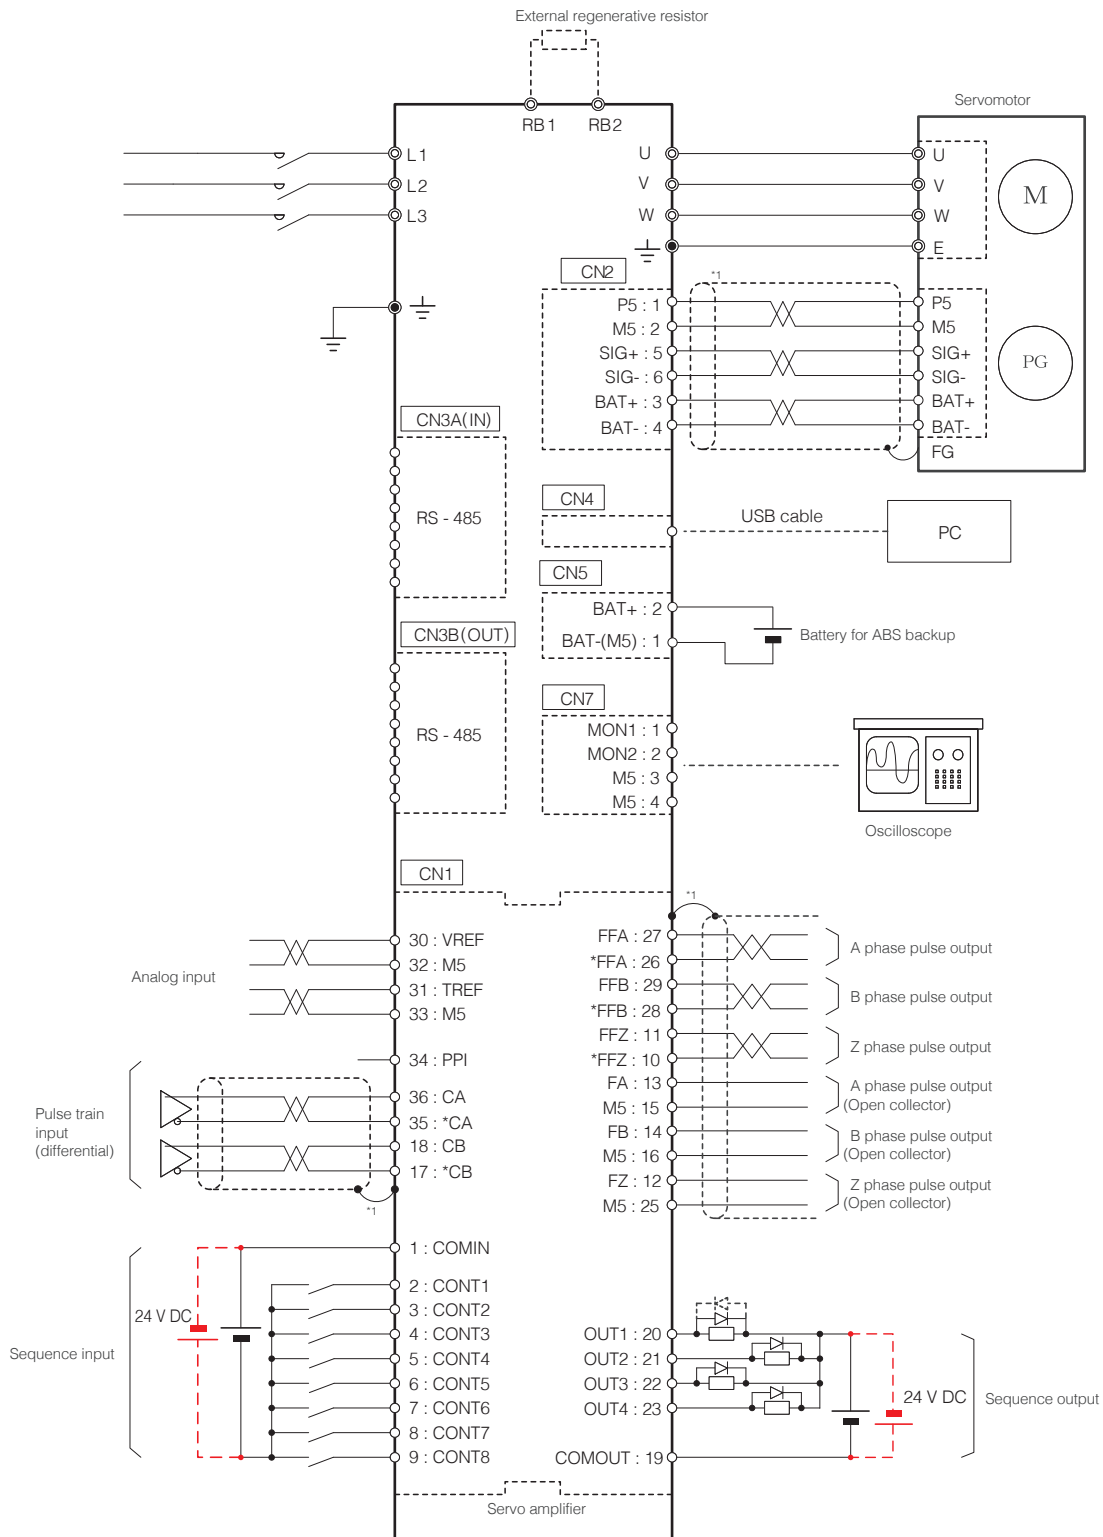 External regenerative resistor
RB1
RB2
Servomotor
L1
L2
L3
U
V
W
U
V
W
E
M
CN2
*1
P5 : 1
M5 : 2
SIG+ : 5
SIG- : 6
BAT+ : 3
BAT- : 4
P5
M5
SIG+
SIG-
BAT+
BAT-
FG
PG
CN3A(IN)
RS - 485
CN4
USB cable
PC
CN5
BAT+ : 2
BAT-(M5) : 1
Battery for ABS backup
CN3B(OUT)
RS - 485
CN7
MON1 : 1
MON2 : 2
M5 : 3
M5 : 4
Oscilloscope
CN1
*1
Analog input
30 : VREF
32 : M5
31 : TREF
33 : M5
34 : PPI
Pulse train
input
(differential)
36 : CA
35 : *CA
18 : CB
17 : *CB
*1
FFA : 27
*FFA : 26
FFB : 29
*FFB : 28
FFZ : 11
*FFZ : 10
FA : 13
M5 : 15
FB : 14
M5 : 16
FZ : 12
M5 : 25
A phase pulse output
B phase pulse output
Z phase pulse output
A phase pulse output
(Open collector)
B phase pulse output
(Open collector)
Z phase pulse output
(Open collector)
Sequence input
24 V DC
1 : COMIN
2 : CONT1
3 : CONT2
4 : CONT3
5 : CONT4
6 : CONT5
7 : CONT6
8 : CONT7
9 : CONT8
OUT1 : 20
OUT2 : 21
OUT3 : 22
OUT4 : 23
COMOUT : 19
24 V DC
Sequence output
Servo amplifier